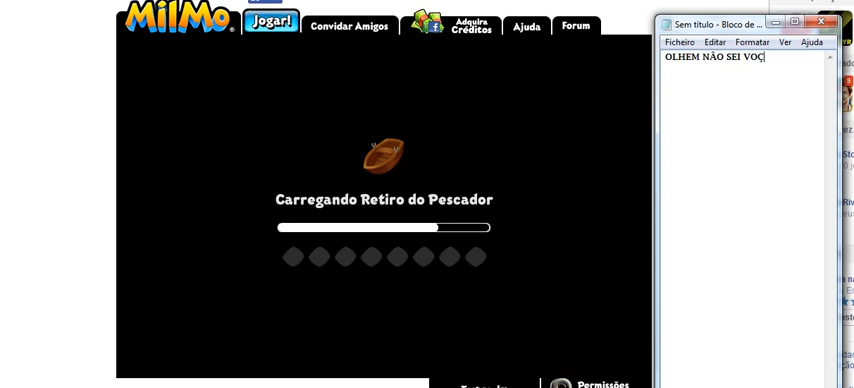 MilMo
Jogar!
Convidar Amigos
Adquira
Créditos
Ajuda
Forum
Carregando Retiro do Pescador
Permissões
Sem título - Bloco de ...
Ficheiro Editar Formatar Ver Ajuda
OLHEM NÃO SEI VOÇ